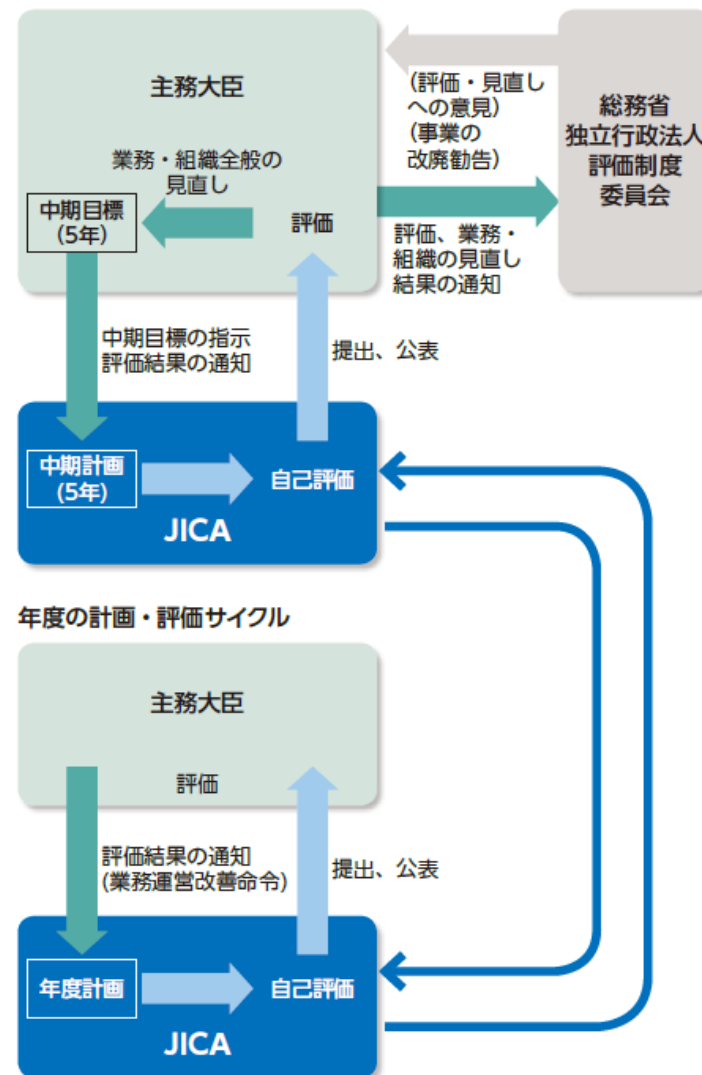 主務大臣
(評価・見直し
への意見)
(事業の
改廃勧告)
総務省
独立行政法人
評価制度
委員会
業務・組織全般の
見直し
中期目標
(5年)
評価
評価、業務・
組織の見直し
結果の通知
中期目標の指示
評価結果の通知
提出、公表
中期計画
(5年)
自己評価
JICA
年度の計画・評価サイクル
主務大臣
評価
評価結果の通知
(業務運営改善命令)
提出、公表
年度計画
自己評価
JICA